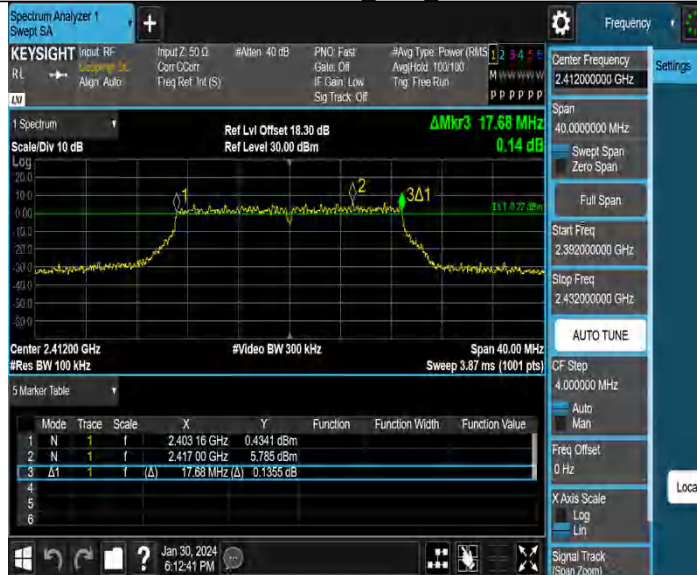 Spectrum Analyzer 1
Swept SA
Frequency
KEYSIGHT
Input: RF
Input Z: 50 Ω
#Atten: 40 dB
PNO: Fast
#Avg Type: Power (RMS
1 2 3 4 5 6
RL
Align: Auto
Corr CCorr
Freq Ref: Int (S)
Gate: Off
IF Gain: Low
Sig Track: Off
Avg|Hold: 100/100
Trig: Free Run
M W W W W W
P P P P P P
Center Frequency
2.412000000 GHz
Settings
1 Spectrum
Scale/Div 10 dB
Ref Lvl Offset 18.30 dB
Ref Level 30.00 dBm
ΔMkr3 17.68 MHz
0.14 dB
Span
40.0000000 MHz
Swept Span
Zero Span
Log
20.0
10.0
0.00
-10.0
-20.0
-30.0
-40.0
-50.0
-60.0
1
2
3Δ1
Full Span
Start Freq
2.392000000 GHz
Stop Freq
2.432000000 GHz
AUTO TUNE
Center 2.41200 GHz
#Res BW 100 kHz
#Video BW 300 kHz
Span 40.00 MHz
Sweep 3.87 ms (1001 pts)
CF Step
4.000000 MHz
Auto
Man
5 Marker Table
Mode Trace Scale X Y Function Function Width Function Value
1 N 1 f 2.403 16 GHz 0.4341 dBm
2 N 1 f 2.417 00 GHz 5.785 dBm
3 Δ1 1 f (Δ) 17.68 MHz (Δ) 0.1355 dB
4
5
6
Freq Offset
0 Hz
Loca
X Axis Scale
Log
Lin
Signal Track
(Span Zoom)
?
Jan 30, 2024
6:12:41 PM